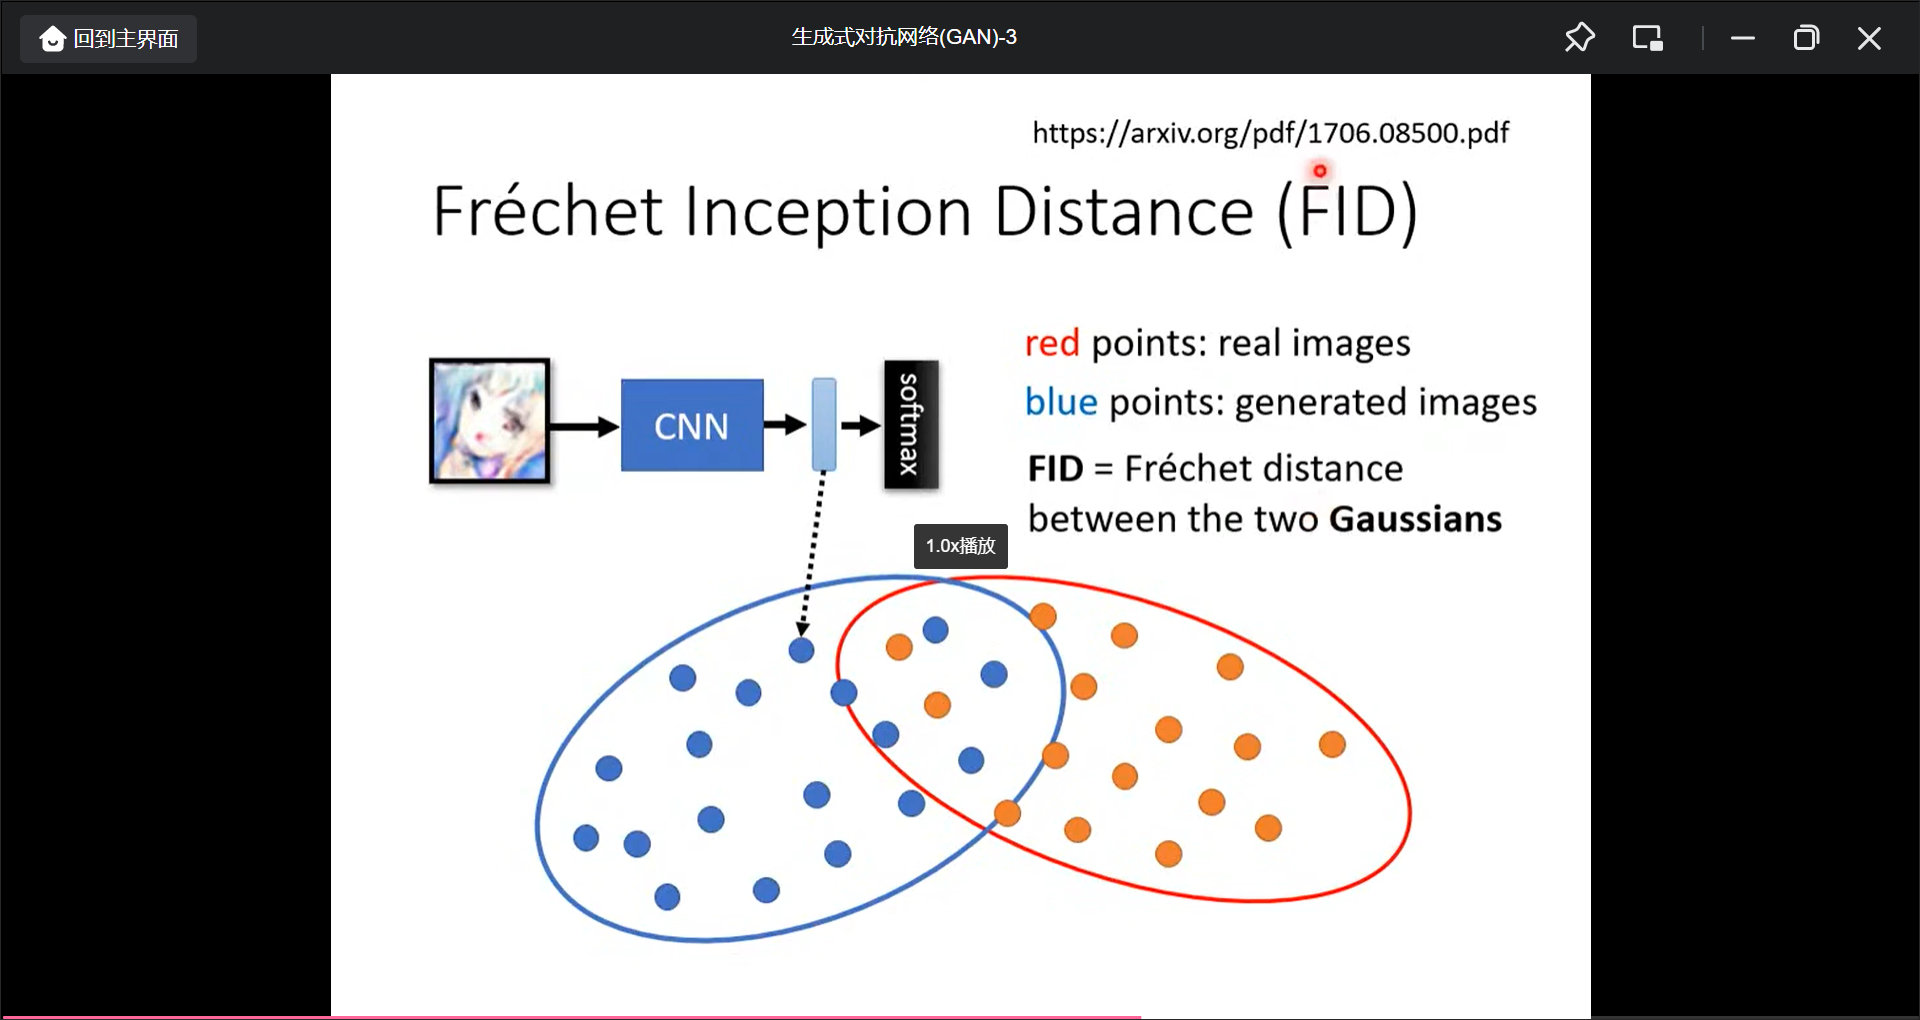 回到主界面
生成式对抗网络(GAN)-3
https://arxiv.org/pdf/1706.08500.pdf
Fréchet Inception Distance (FID)
red points: real images
blue points: generated images
CNN
softmax
FID = Fréchet distance
between the two Gaussians
1.0x播放